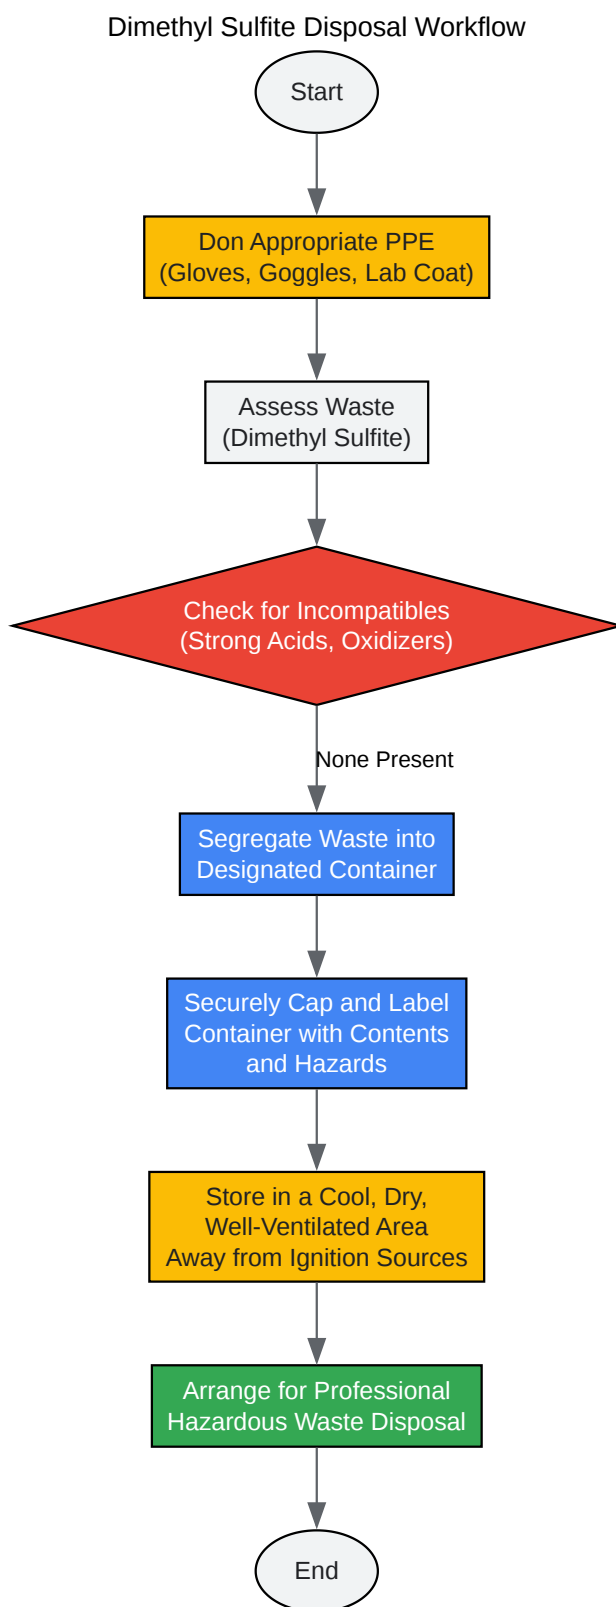 Dimethyl Sulfite Disposal Workflow
Start
Don Appropriate PPE
(Gloves, Goggles, Lab Coat)
Assess Waste
(Dimethyl Sulfite)
Check for Incompatibles
(Strong Acids, Oxidizers)
None Present
Segregate Waste into
Designated Container
Securely Cap and Label
Container with Contents
and Hazards
Store in a Cool, Dry,
Well-Ventilated Area
Away from Ignition Sources
Arrange for Professional
Hazardous Waste Disposal
End